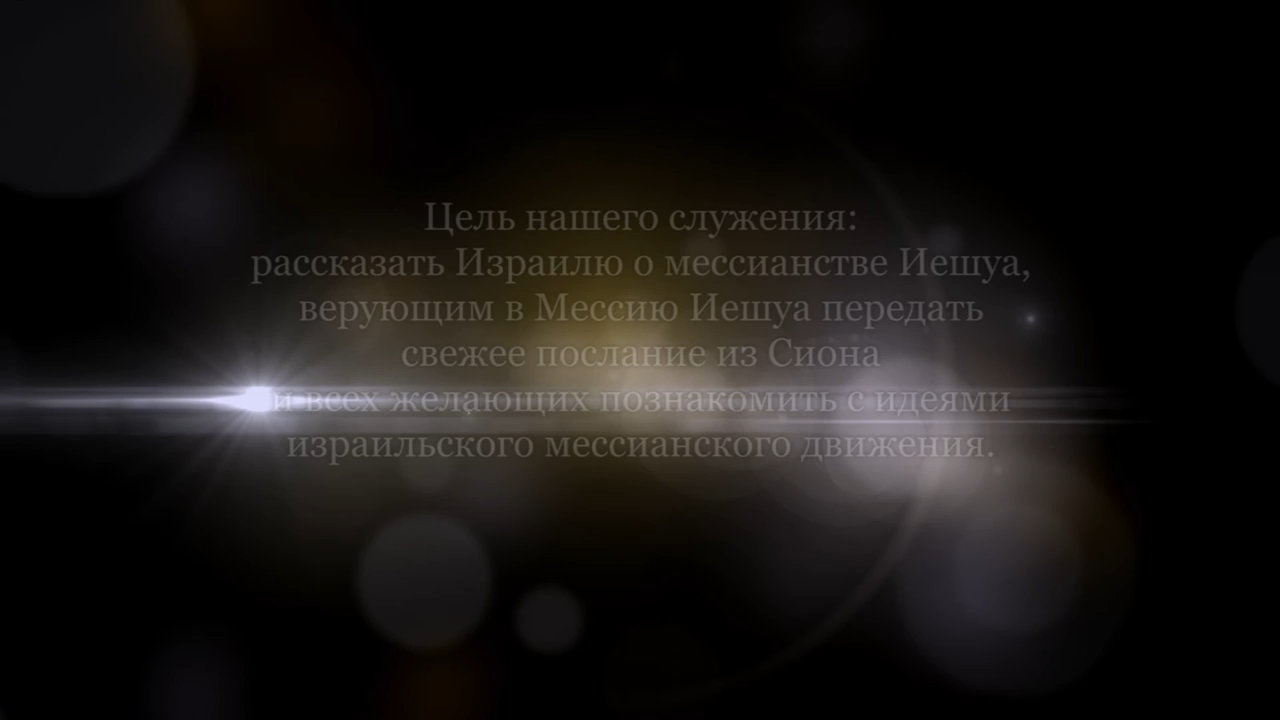 Цель нашего служения:
рассказать Израилю о мессианстве Иешуа,
верующим в Мессию Иешуа передать
свежее послание из Сиона
и всех желающих познакомить с идеями
израильского мессианского движения.